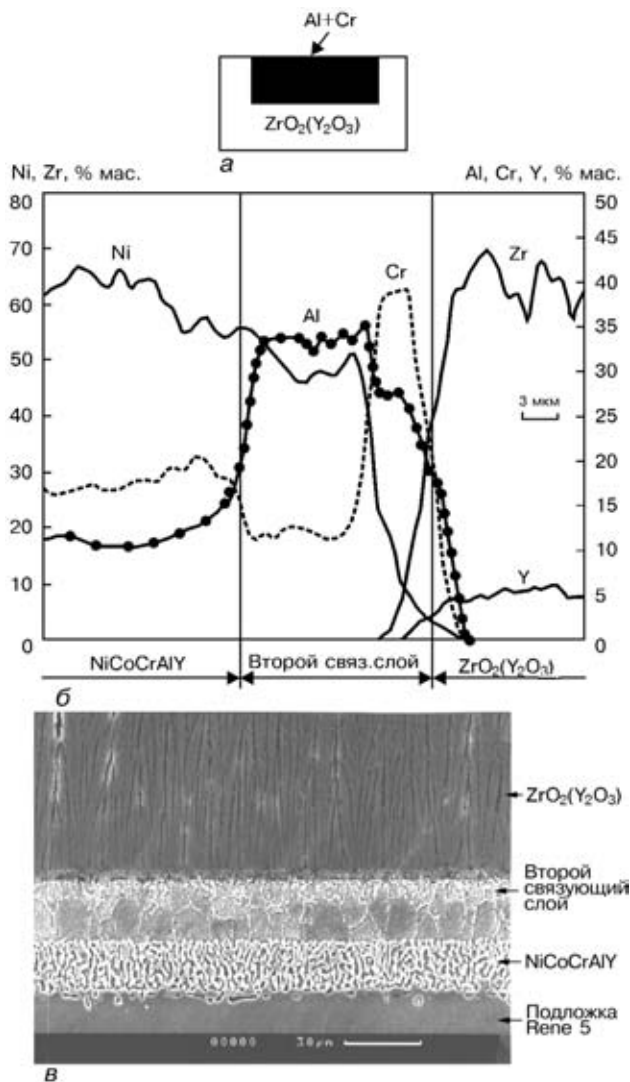 Al+Cr
ZrO₂(Y₂O₃)
а
Ni, Zr, % мас.
Al, Cr, Y, % мас.
80
70
60
50
40
30
20
10
0
50
45
40
35
30
25
20
15
10
5
0
Ni
Al
Cr
Zr
3 мкм
Y
NiCoCrAlY
Второй связ.слой
ZrO₂(Y₂O₃)
б
ZrO₂(Y₂O₃)
Второй
связующий
слой
NiCoCrAlY
Подложка
Rene 5
00000
в